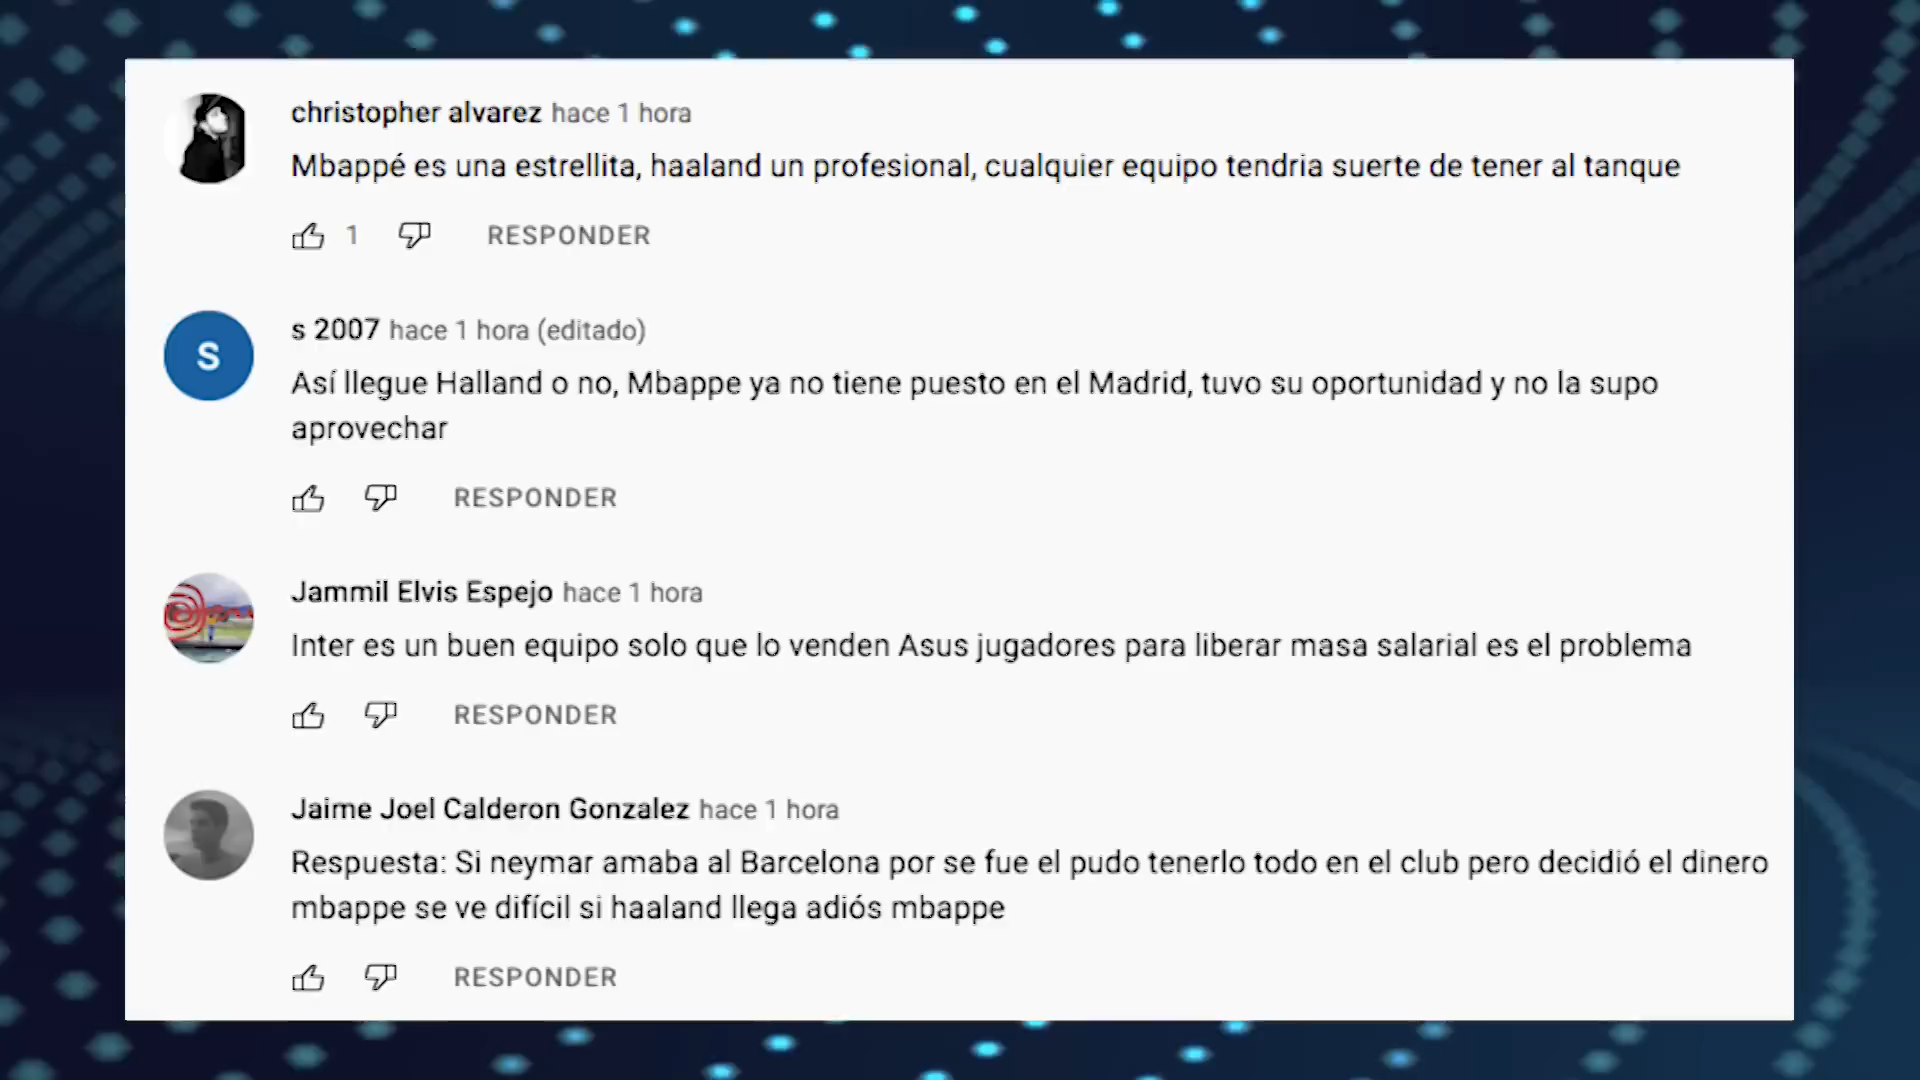 christopher alvarez hace 1 hora
Mbappé es una estrellita, haaland un profesional, cualquier equipo tendria suerte de tener al tanque
1 RESPONDER
S
s 2007 hace 1 hora (editado)
Así llegue Halland o no, Mbappe ya no tiene puesto en el Madrid, tuvo su oportunidad y no la supo
aprovechar
RESPONDER
Jammil Elvis Espejo hace 1 hora
Inter es un buen equipo solo que lo venden Asus jugadores para liberar masa salarial es el problema
RESPONDER
Jaime Joel Calderon Gonzalez hace 1 hora
Respuesta: Si neymar amaba al Barcelona por se fue el pudo tenerlo todo en el club pero decidió el dinero
mbappe se ve difícil si haaland llega adiós mbappe
RESPONDER